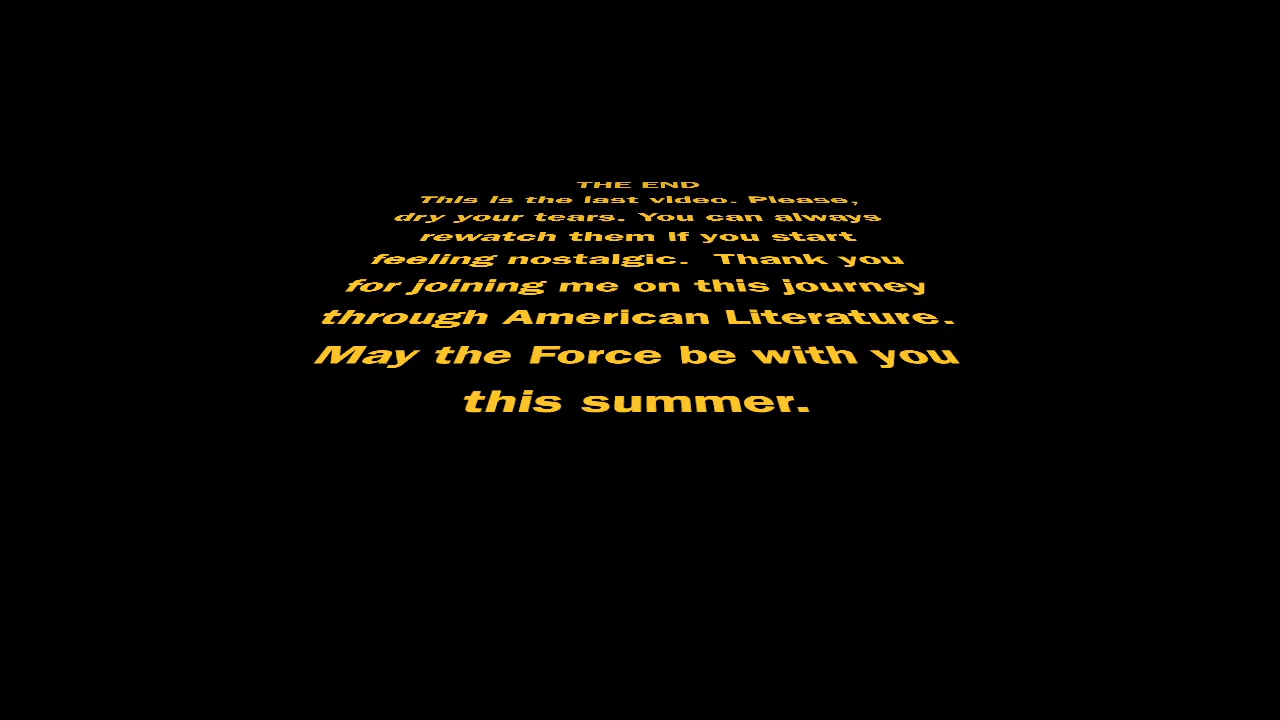 THE END
This is the last video. Please,
dry your tears. You can always
rewatch them if you start
feeling nostalgic.  Thank you
for joining me on this journey
through American Literature.
May the Force be with you
this summer.